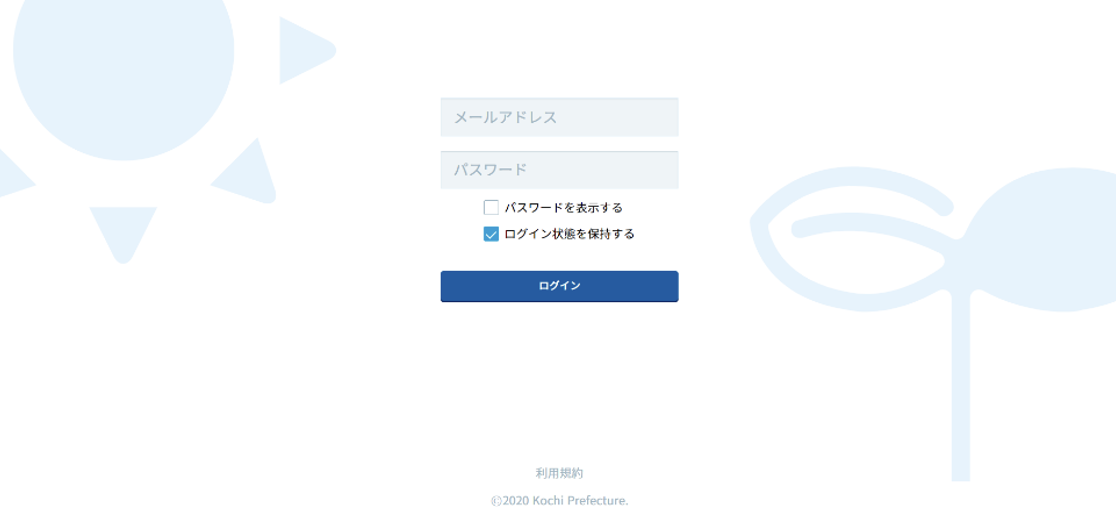 メールアドレス
パスワード
パスワードを表示する
ログイン状態を保持する
ログイン
利用規約
©2020 Kochi Prefecture.